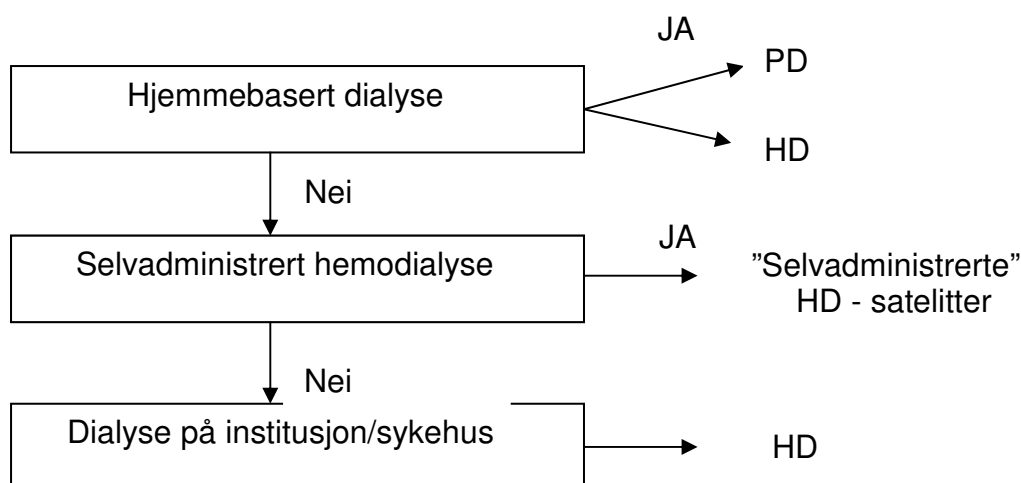 JA
PD
Hjemmebasert dialyse
HD
Nei
JA
Selvadministrert hemodialyse
”Selvadministrerte”
HD - satelitter
Nei
Dialyse på institusjon/sykehus
HD